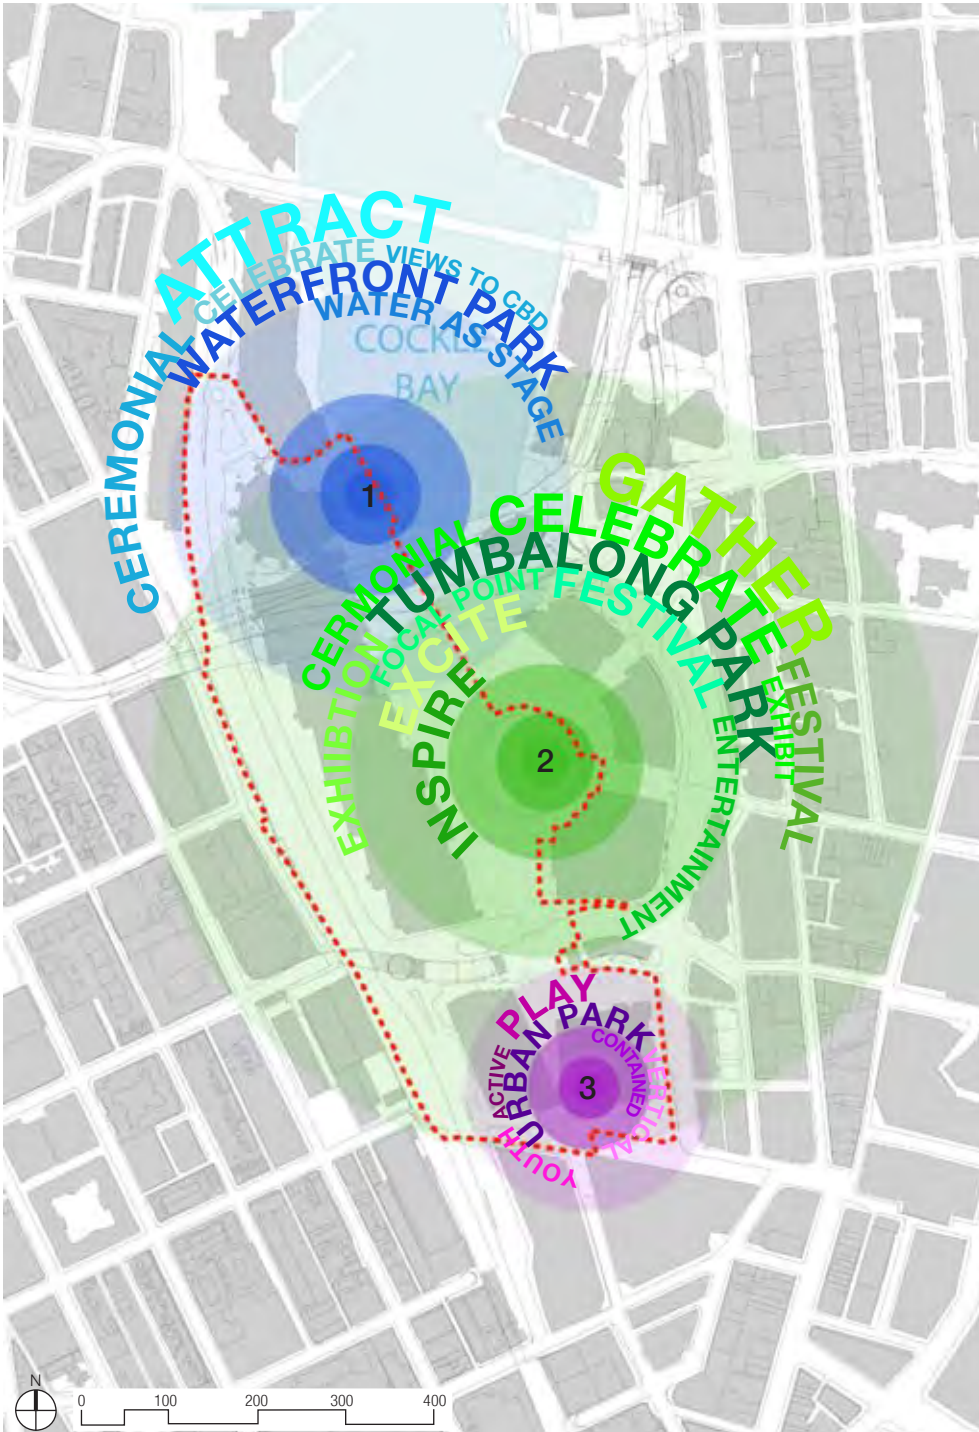 ATTRACT
CELEBRATE
VIEWS TO CBD
CEREMONIAL
WATERFRONT PARK
WATER AS STAGE
COCKLE
BAY
1
GATHER
CERMONIAL
CELEBRATE
TUMBALONG PARK
FOCAL POINT
FESTIVAL
EXCITE
INSPIRE
EXHIIBTION
EXHIBIT
FESTIVAL
ENTERTAINMENT
2
PLAY
URBAN PARK
ACTIVE
CONTAINED
VERTICAL
YOUTH
3
N
0 100 200 300 400